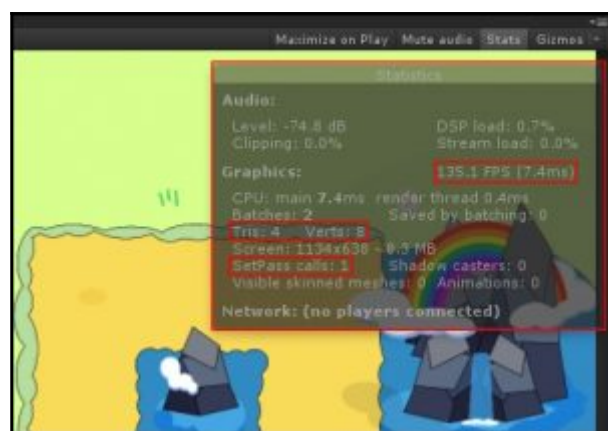 Maximize on Play Mute audio Stats Gizmos
Statistics
Audio:
Level: -74.8 dB DSP load: 0.7%
Clipping: 0.0% Stream load: 0.0%
Graphics: 135.1 FPS (7.4ms)
CPU: main 7.4ms render thread 0.4ms
Batches: 2 Saved by batching: 0
Tris: 4 Verts: 8
Screen: 1134x638 - 8.3 MB
SetPass calls: 1 Shadow casters: 0
Visible skinned meshes: 0 Animations: 0
Network: (no players connected)